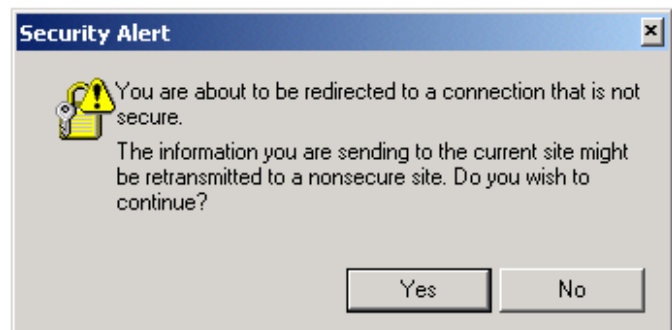 Security Alert
You are about to be redirected to a connection that is not
secure.
The information you are sending to the current site might
be retransmitted to a nonsecure site. Do you wish to
continue?
Yes No